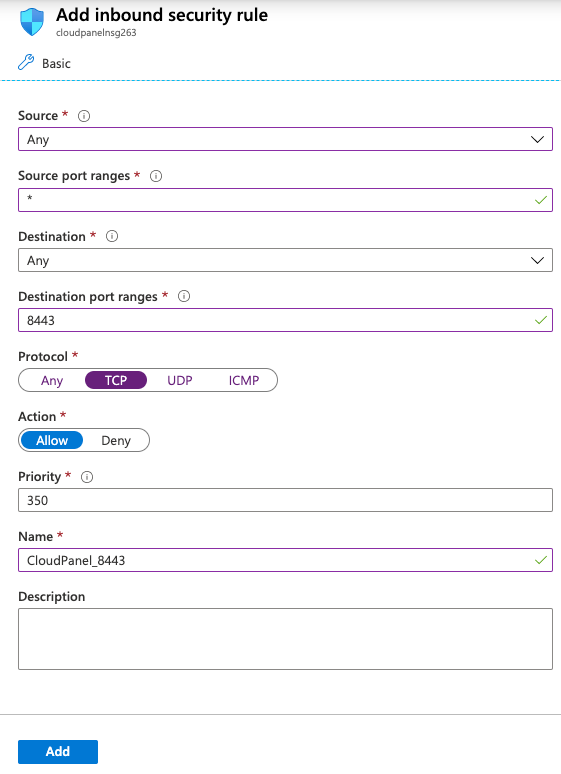 Add inbound security rule
cloudpanelnsg263
Basic
Source *
Any
Source port ranges *
*
Destination *
Any
Destination port ranges *
8443
Protocol *
Any TCP UDP ICMP
Action *
Allow Deny
Priority *
350
Name *
CloudPanel_8443
Description
Add